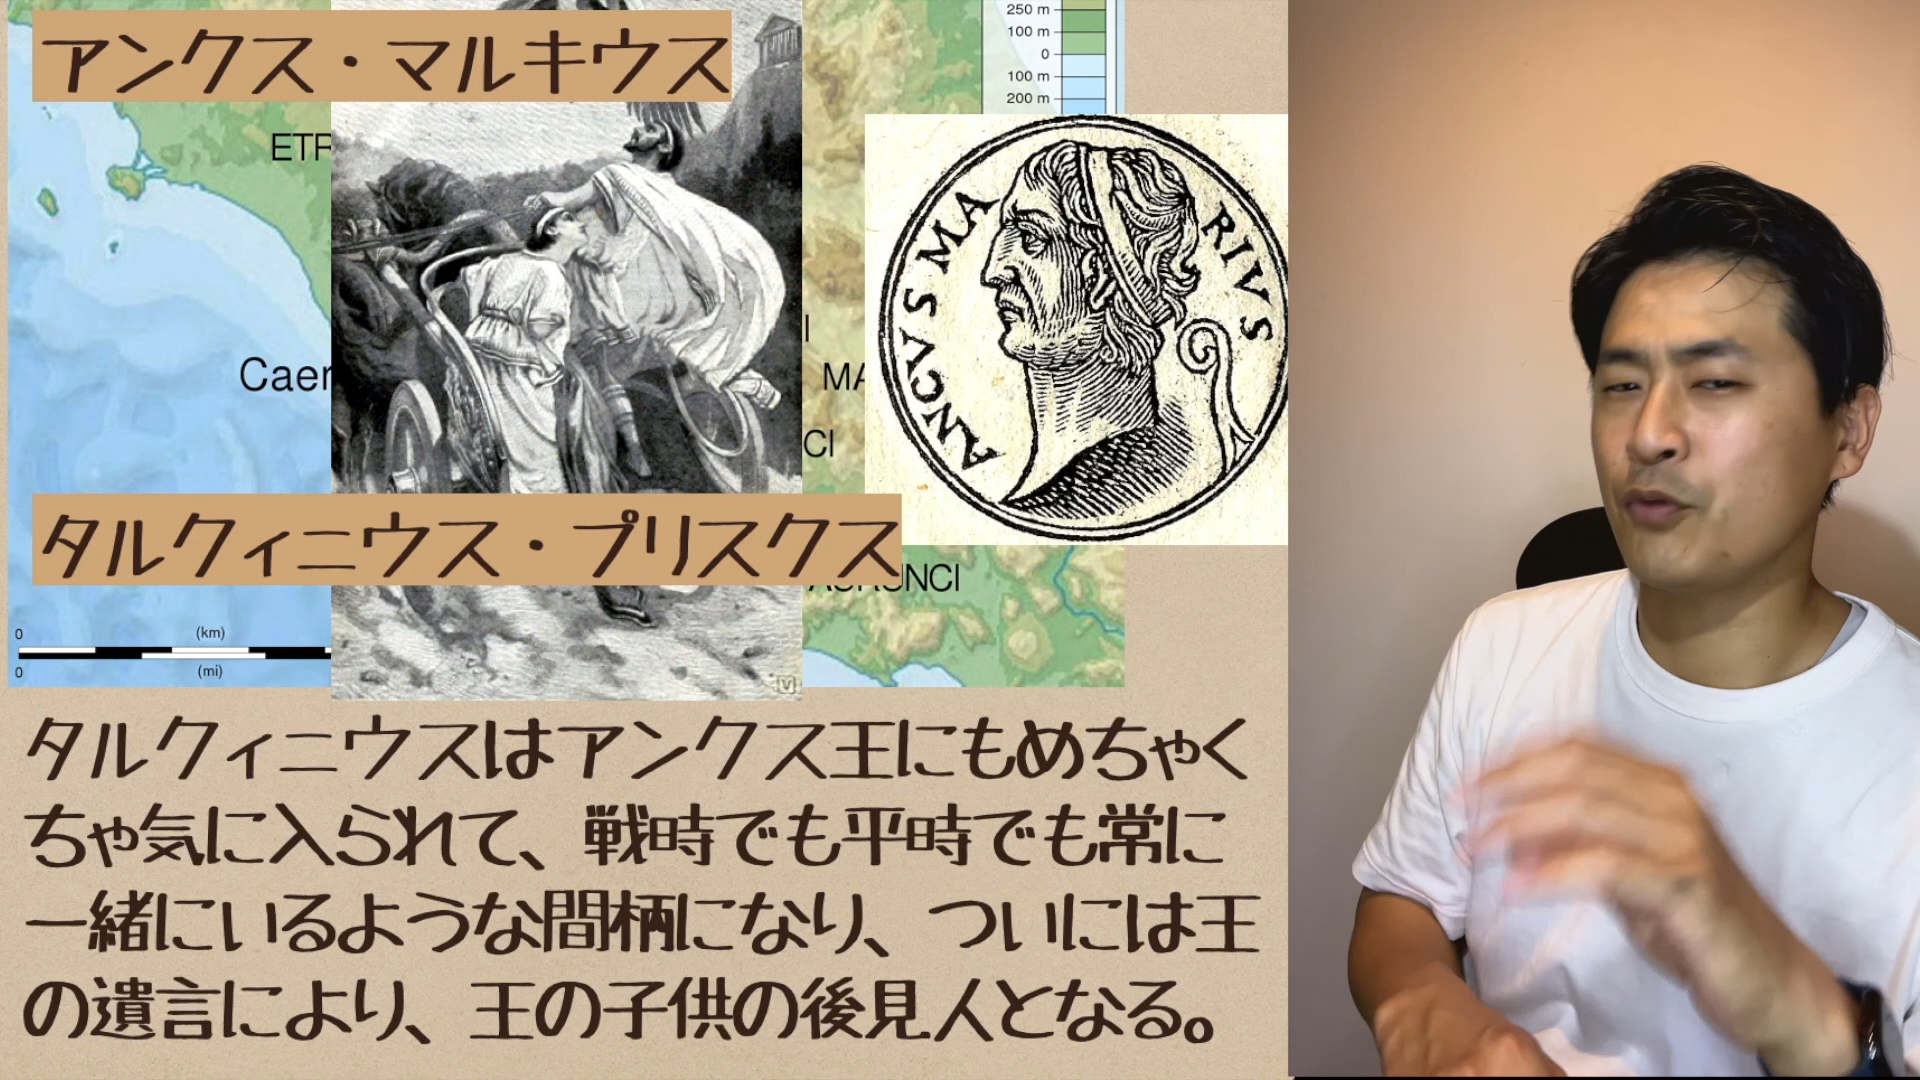 アンクス・マルキウス
250 m
100 m
0
100 m
200 m
ETR
ANCVS MA
RIVS
Caer
MA
CI
タルクィニウス・プリスクス
0
(km)
0
(mi)
タルクィニウスはアンクス王にもめちゃく
ちゃ気に入られて、戦時でも平時でも常に
一緒にいるような間柄になり、ついには王
の遺言により、王の子供の後見人となる。